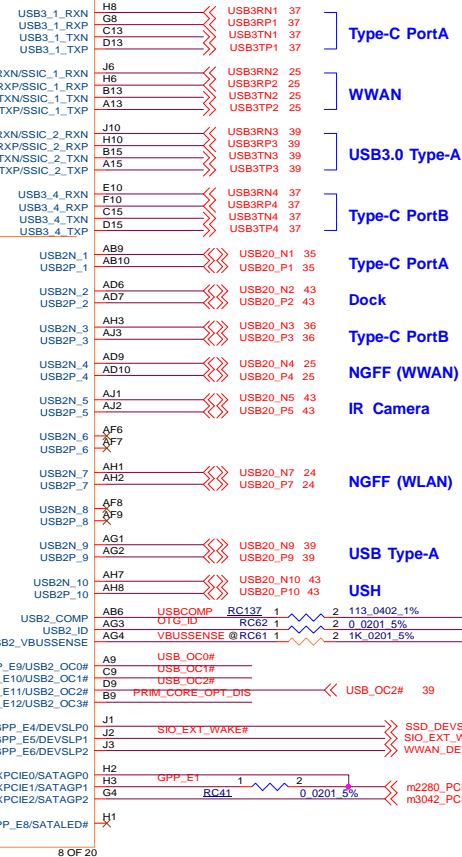 USB3_1_RXN H8 USB3RN1 37
USB3_1_RXP G8 USB3RP1 37
USB3_1_TXN C13 USB3TN1 37
USB3_1_TXP D13 USB3TP1 37
Type-C PortA
RXN/SSIC_1_RXN J6 USB3RN2 25
RXP/SSIC_1_RXP H6 USB3RP2 25
TXN/SSIC_1_TXN B13 USB3TN2 25
TXP/SSIC_1_TXP A13 USB3TP2 25
WWAN
RXN/SSIC_2_RXN J10 USB3RN3 39
RXP/SSIC_2_RXP H10 USB3RP3 39
TXN/SSIC_2_TXN B15 USB3TN3 39
TXP/SSIC_2_TXP A15 USB3TP3 39
USB3.0 Type-A
USB3_4_RXN E10 USB3RN4 37
USB3_4_RXP F10 USB3RP4 37
USB3_4_TXN C15 USB3TN4 37
USB3_4_TXP D15 USB3TP4 37
Type-C PortB
USB2N_1 AB9 USB20_N1 35
USB2P_1 AB10 USB20_P1 35
Type-C PortA
USB2N_2 AD6 USB20_N2 43
USB2P_2 AD7 USB20_P2 43
Dock
USB2N_3 AH3 USB20_N3 36
USB2P_3 AJ3 USB20_P3 36
Type-C PortB
USB2N_4 AD9 USB20_N4 25
USB2P_4 AD10 USB20_P4 25
NGFF (WWAN)
USB2N_5 AJ1 USB20_N5 43
USB2P_5 AJ2 USB20_P5 43
IR Camera
USB2N_6 AF6
USB2P_6 AF7
USB2N_7 AH1 USB20_N7 24
USB2P_7 AH2 USB20_P7 24
NGFF (WLAN)
USB2N_8 AF8
USB2P_8 AF9
USB2N_9 AG1 USB20_N9 39
USB2P_9 AG2 USB20_P9 39
USB Type-A
USB2N_10 AH7 USB20_N10 43
USB2P_10 AH8 USB20_P10 43
USH
USB2_COMP AB6 USBCOMP RC137 1 2 113_0402_1%
USB2_ID AG3 OTG_ID RC62 1 2 0_0201_5%
B2_VBUSSENSE AG4 VBUSSENSE @RC61 1 2 1K_0201_5%
P_E9/USB2_OC0# A9 USB_OC0#
_E10/USB2_OC1# C9 USB_OC1#
_E11/USB2_OC2# D9 USB_OC2# USB_OC2# 39
_E12/USB2_OC3# B9 PRIM_CORE_OPT_DIS
GPP_E4/DEVSLP0 J1 SSD_DEVS
GPP_E5/DEVSLP1 J2 SIO_EXT_WAKE# SIO_EXT_W
GPP_E6/DEVSLP2 J3 WWAN_DE
XPCIE0/SATAGP0 H2
XPCIE1/SATAGP1 H3 GPP_E1 1 2 m2280_PC
XPCIE2/SATAGP2 G4 RC41 0_0201_5% m3042_PC
PP_E8/SATALED# H1
8 OF 20